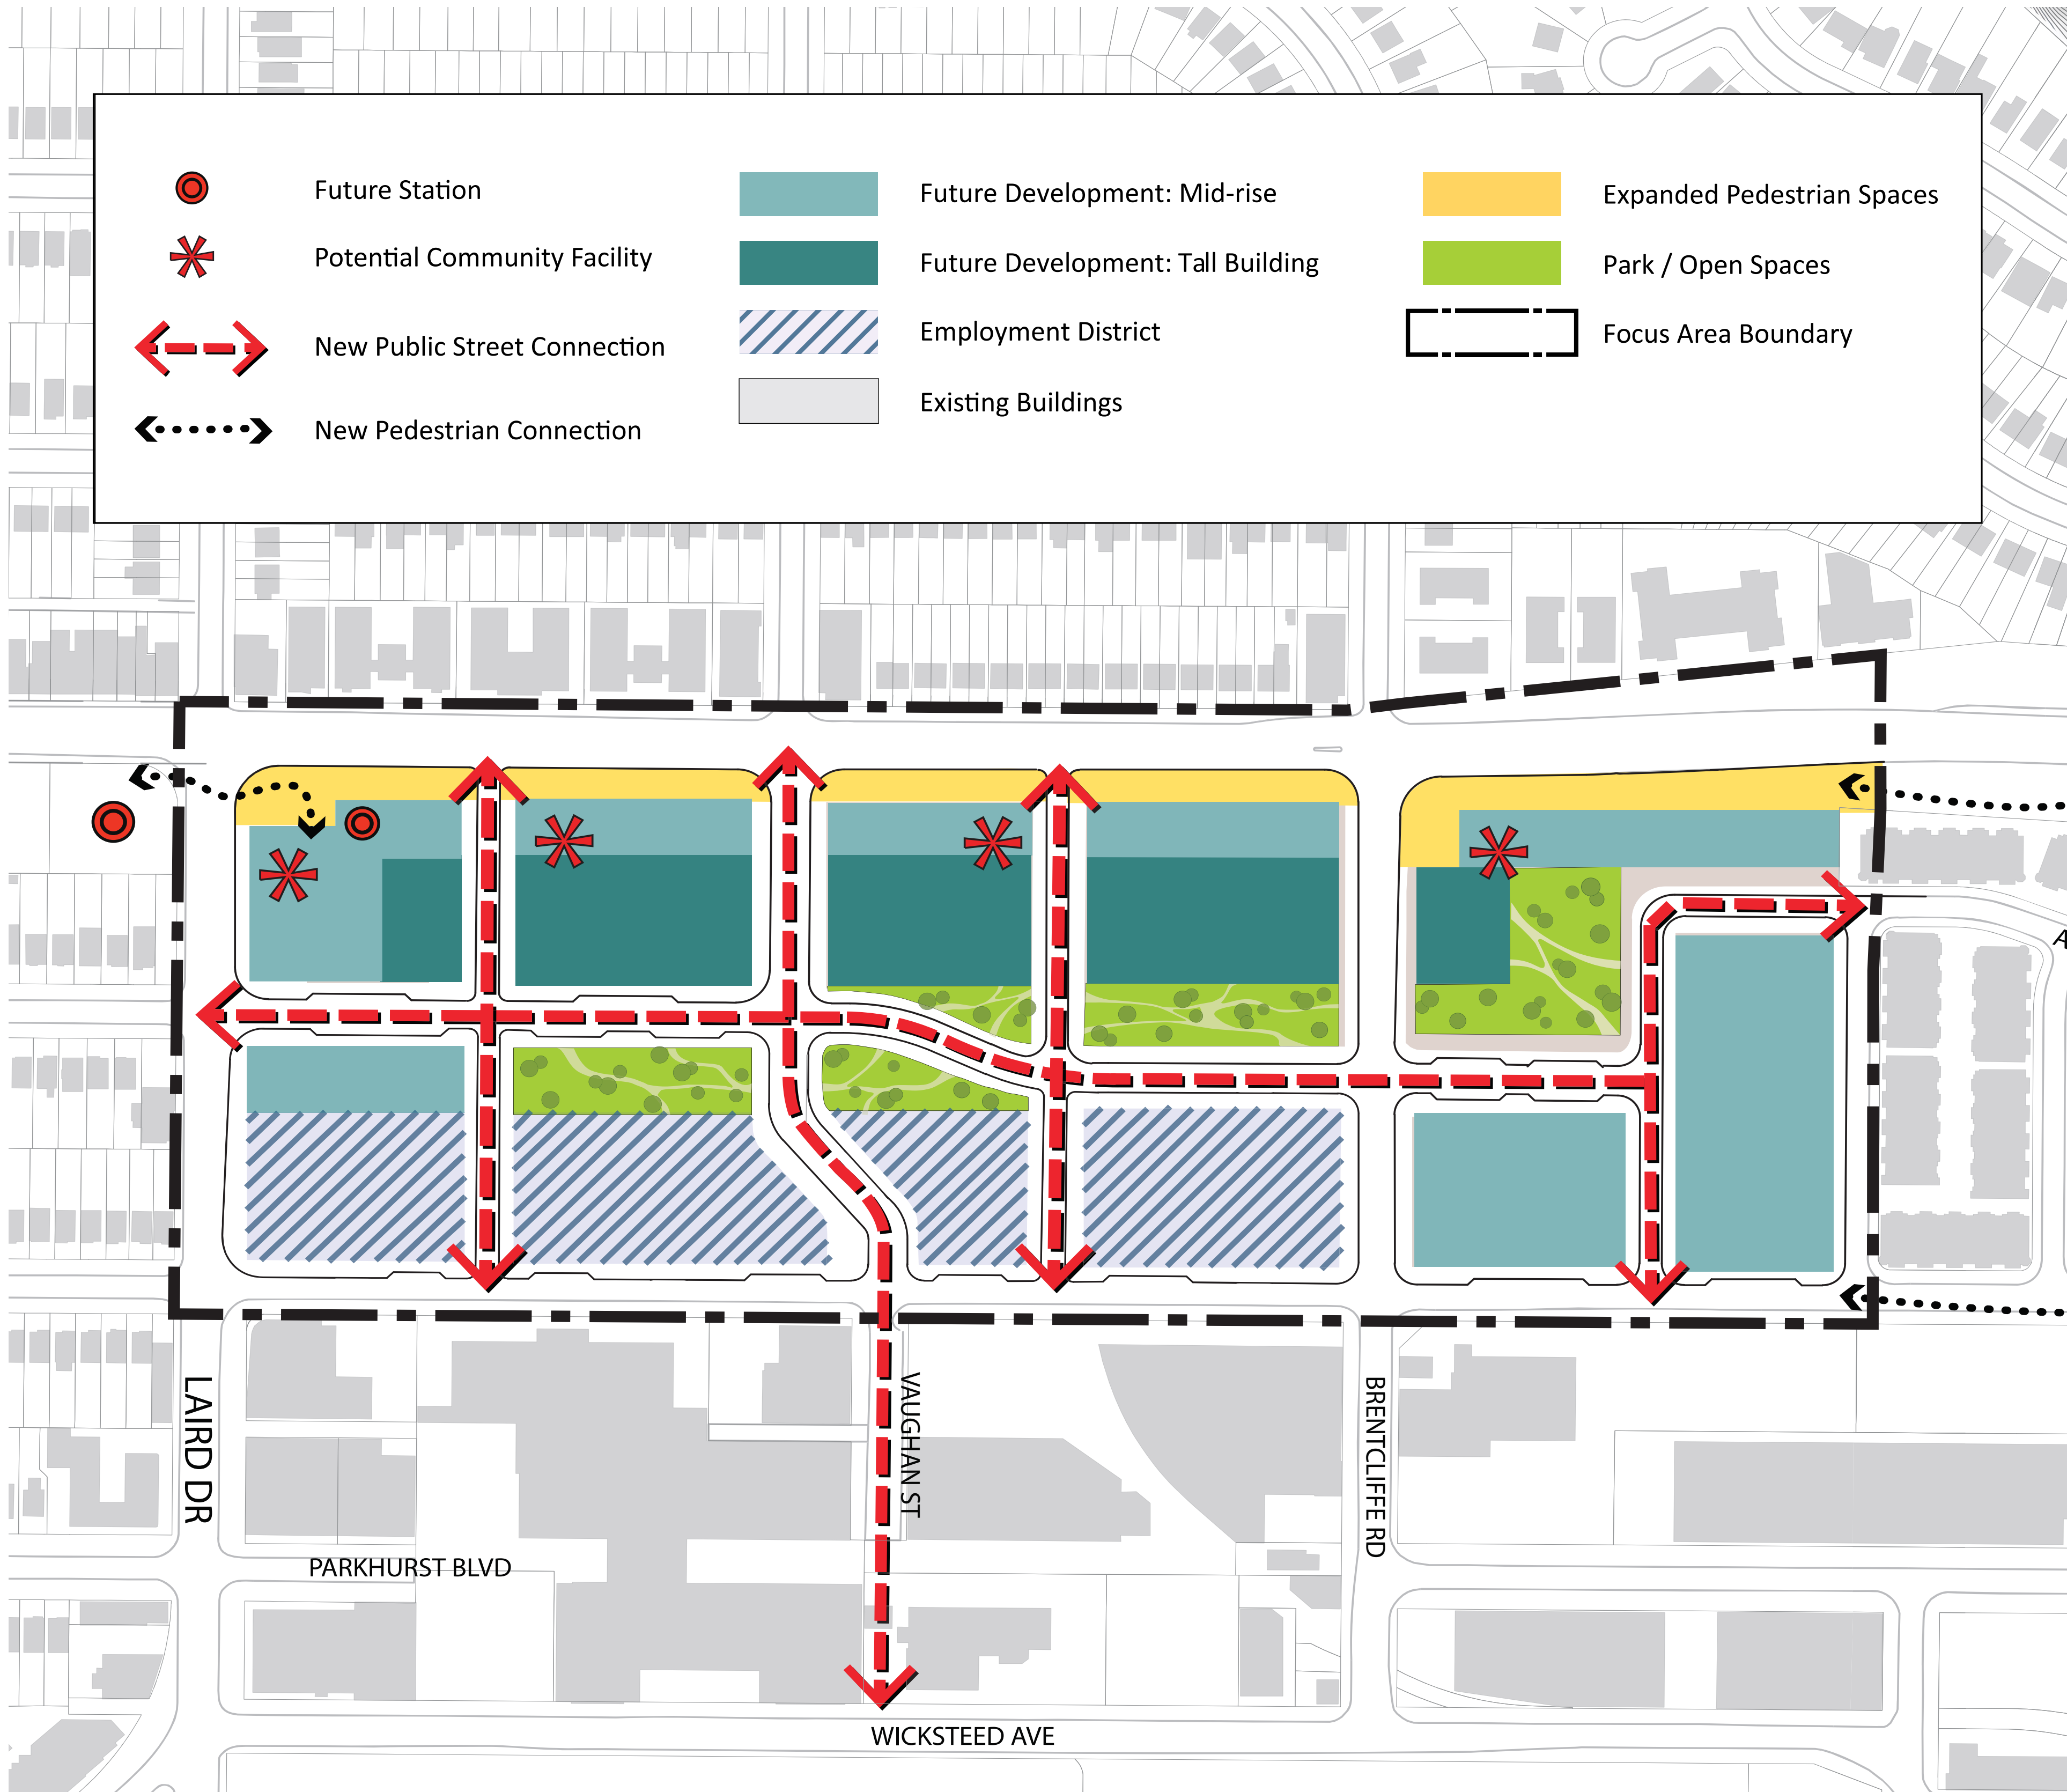 Future Station
Potential Community Facility
New Public Street Connection
New Pedestrian Connection
Future Development: Mid-rise
Future Development: Tall Building
Employment District
Existing Buildings
Expanded Pedestrian Spaces
Park / Open Spaces
Focus Area Boundary
A
LAIRD DR
VAUGHAN ST
BRENTCLIFFE RD
PARKHURST BLVD
WICKSTEED AVE